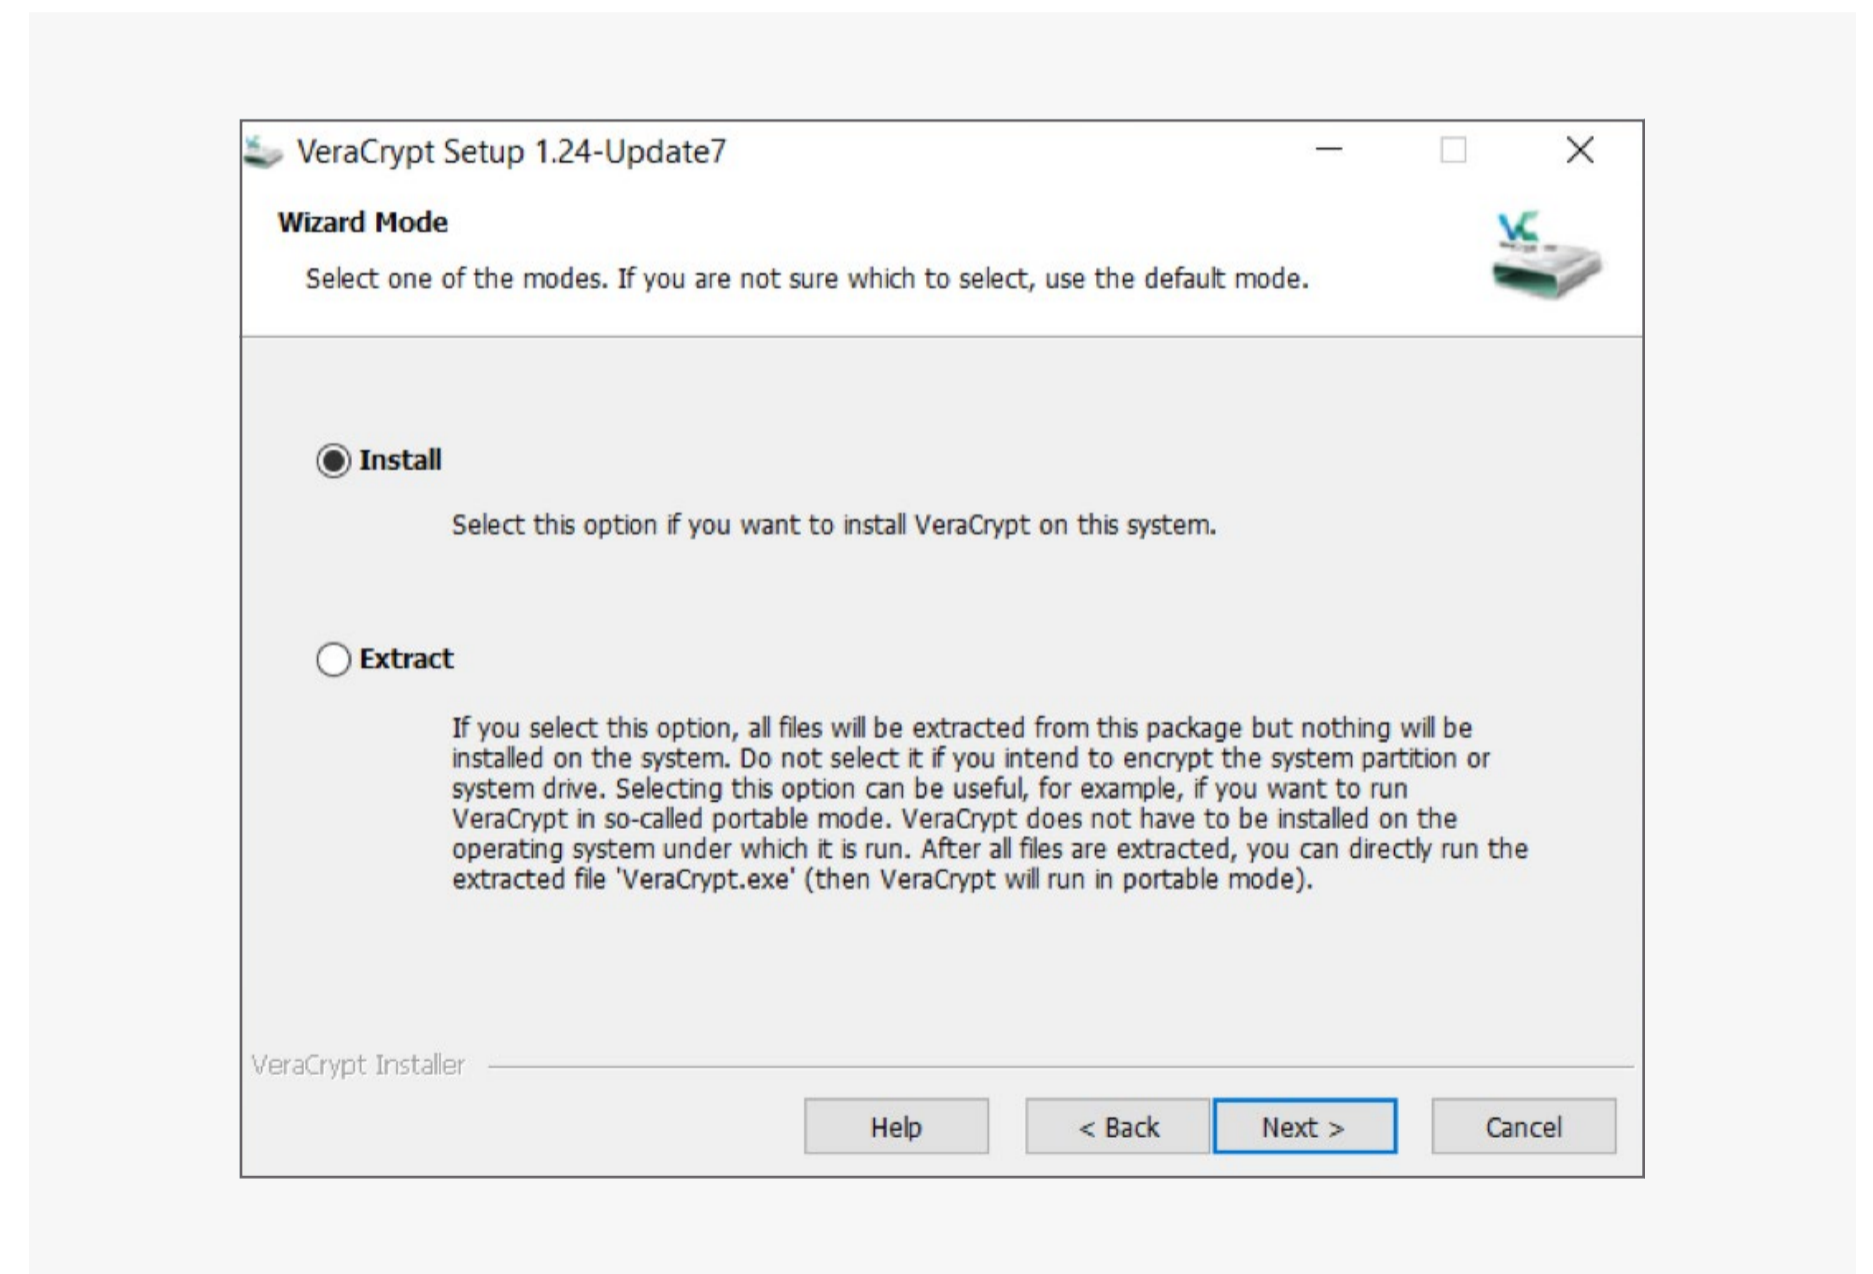 VeraCrypt Setup 1.24-Update7
Wizard Mode
Select one of the modes. If you are not sure which to select, use the default mode.
Install
Select this option if you want to install VeraCrypt on this system.
Extract
If you select this option, all files will be extracted from this package but nothing will be
installed on the system. Do not select it if you intend to encrypt the system partition or
system drive. Selecting this option can be useful, for example, if you want to run
VeraCrypt in so-called portable mode. VeraCrypt does not have to be installed on the
operating system under which it is run. After all files are extracted, you can directly run the
extracted file 'VeraCrypt.exe' (then VeraCrypt will run in portable mode).
VeraCrypt Installer
Help
< Back
Next >
Cancel